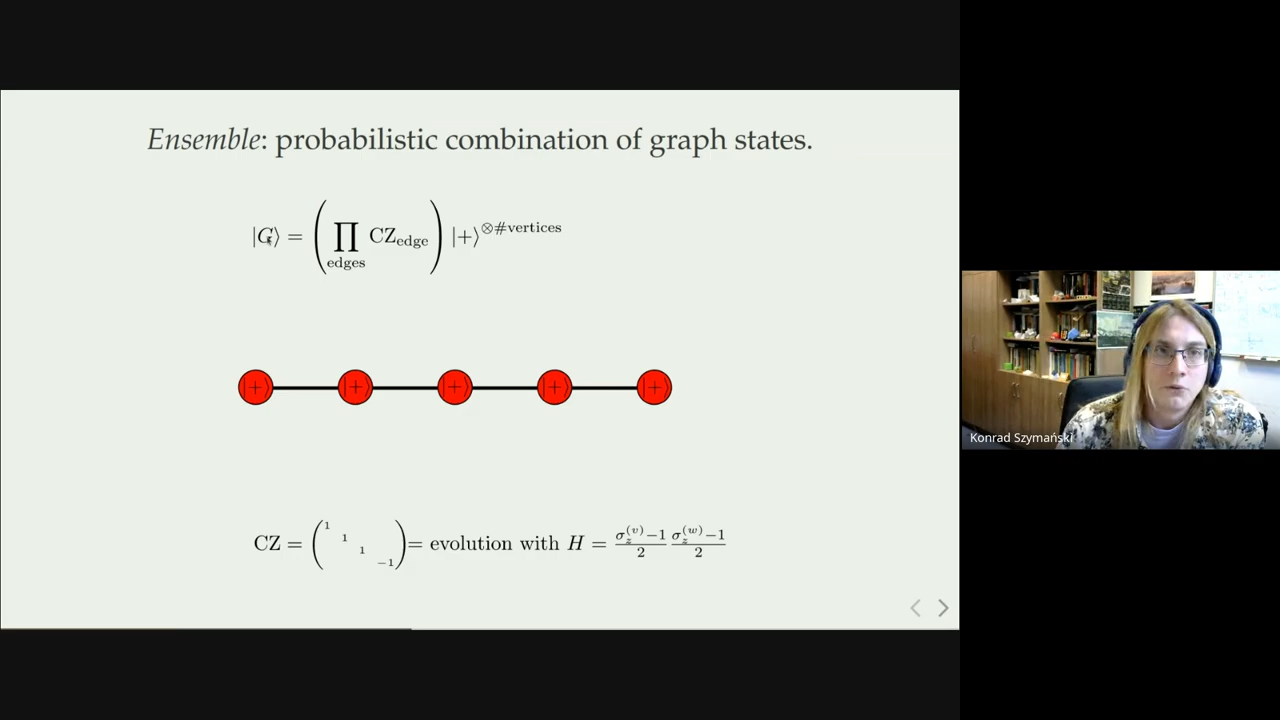 Ensemble: probabilistic combination of graph states.
|G⟩ = ( ∏ CZ_edge ) |+⟩^⊗#vertices
edges
|+⟩ |+⟩ |+⟩ |+⟩ |+⟩
CZ = ( 1 1 1 −1 ) = evolution with H = (σ_z^(v)−1)/2 (σ_z^(w)−1)/2
Konrad Szymański